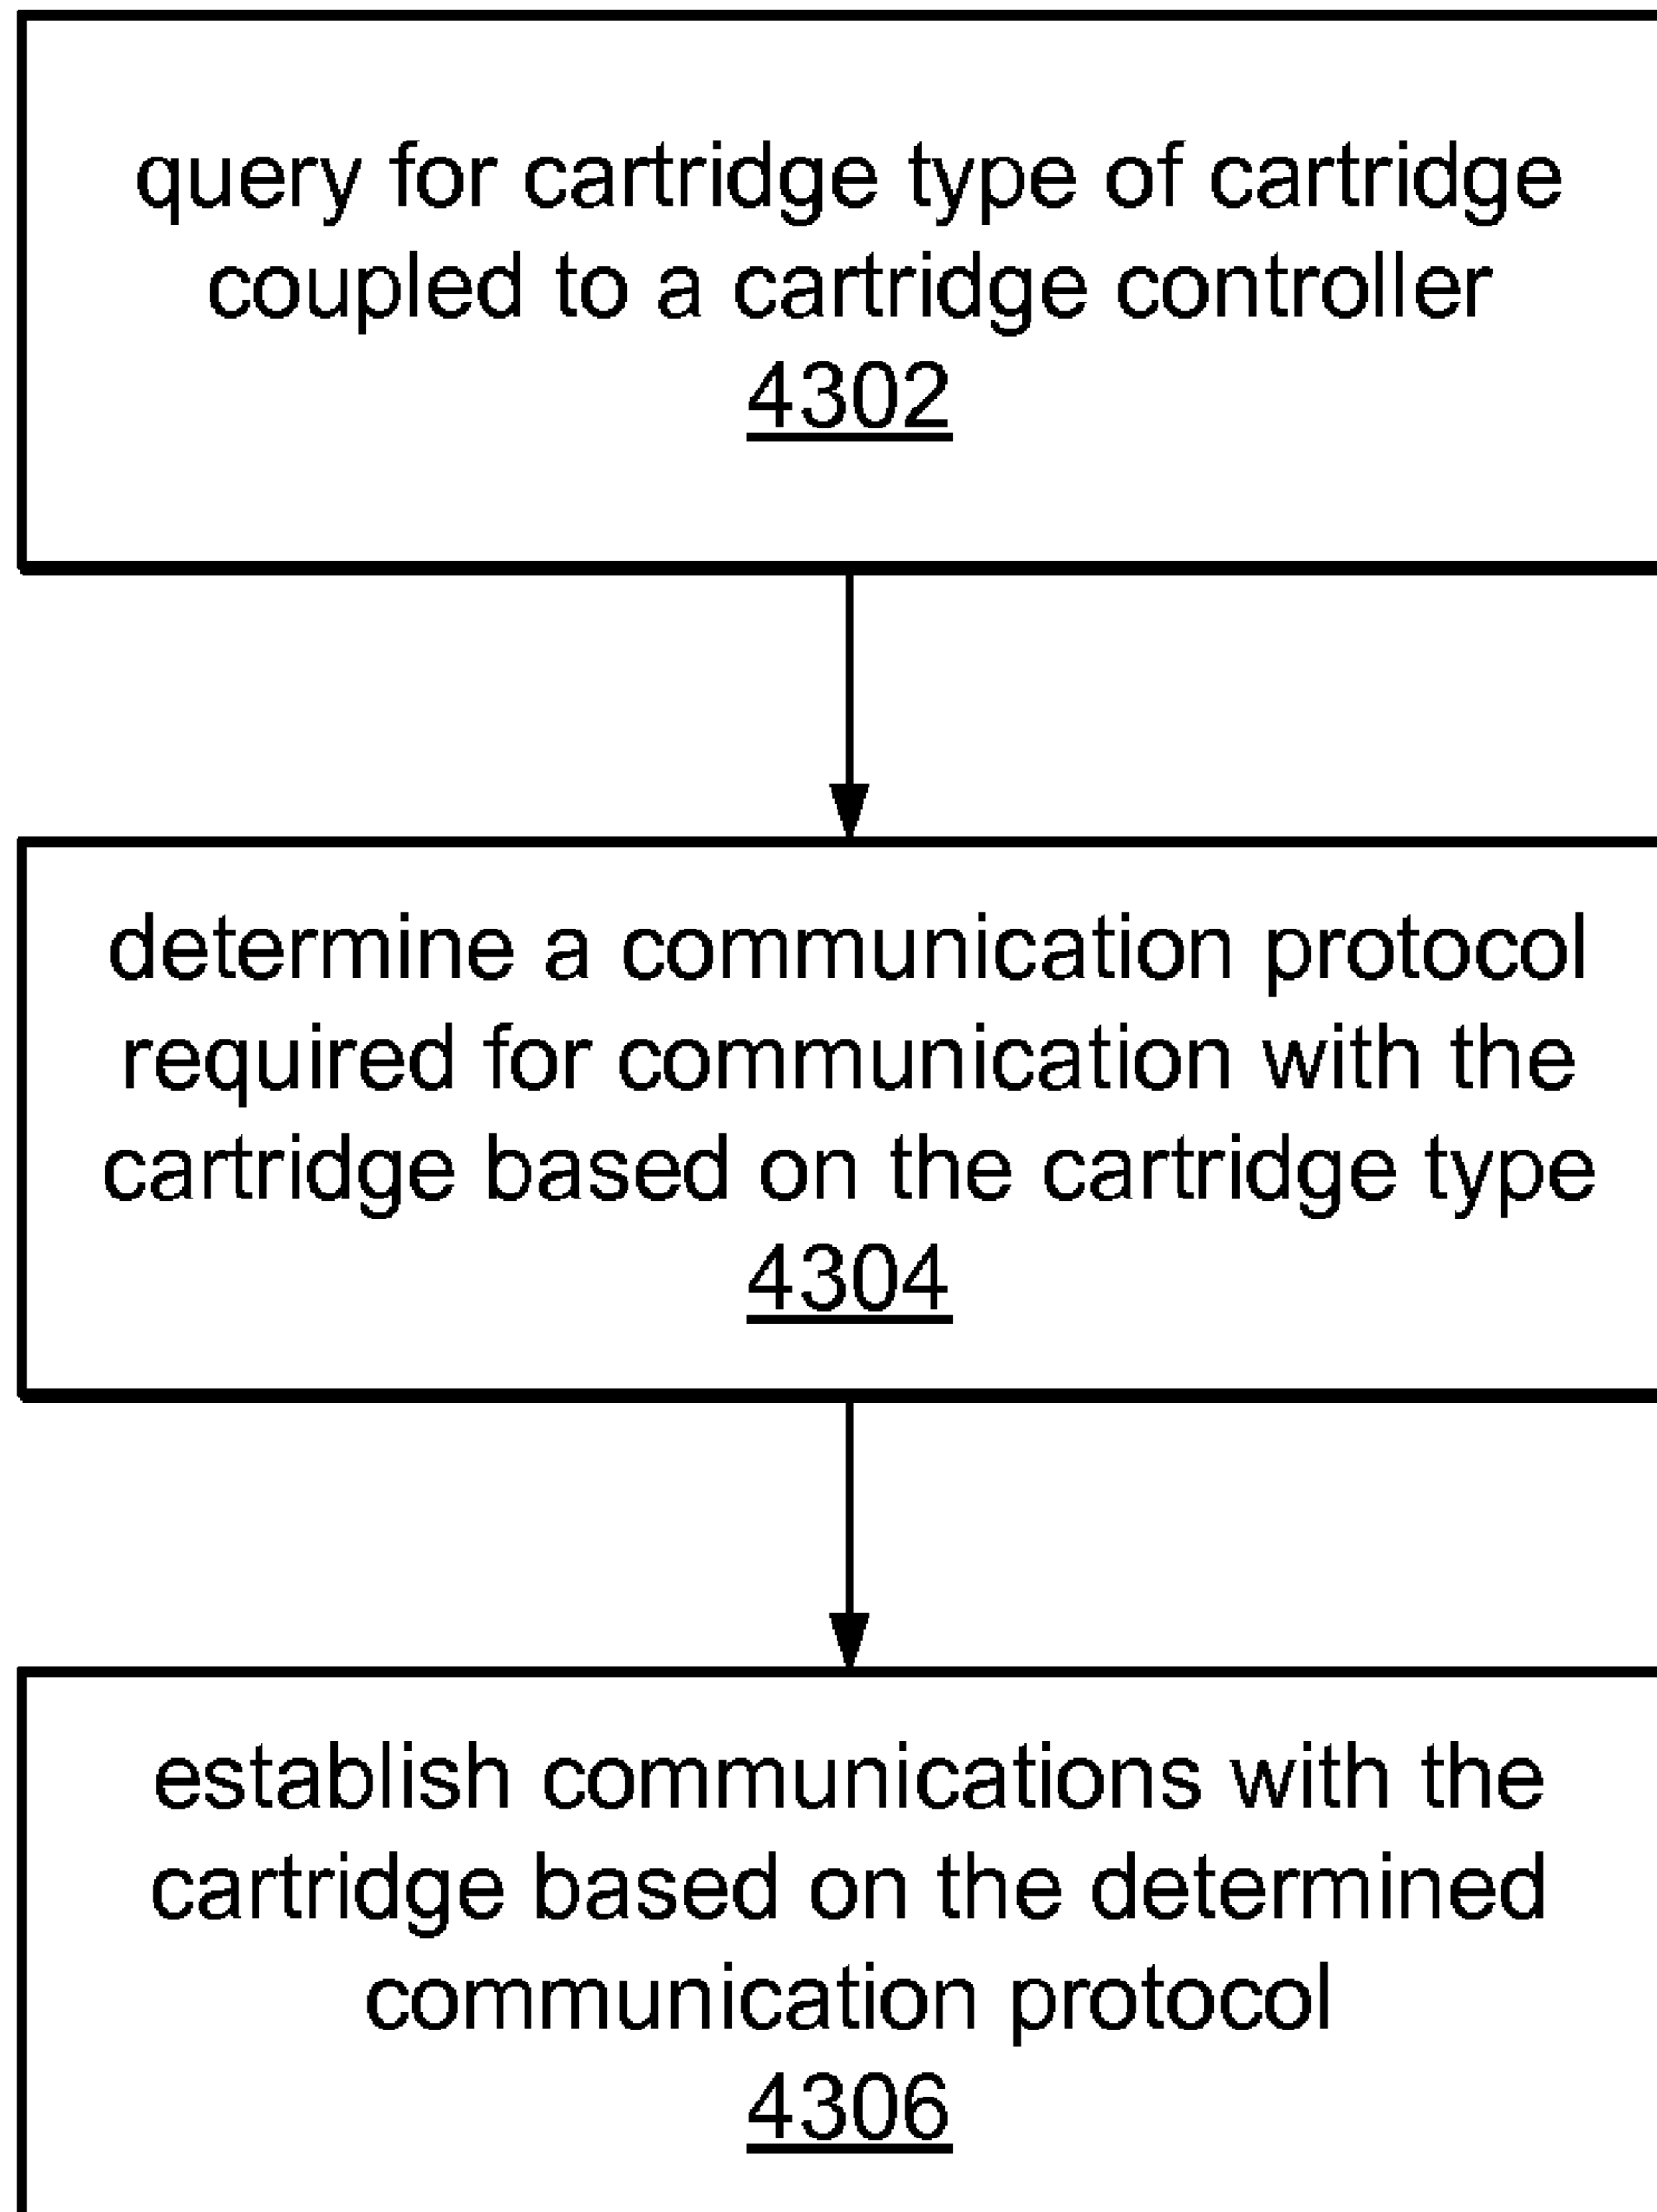 query for cartridge type of cartridge
coupled to a cartridge controller
4302
determine a communication protocol
required for communication with the
cartridge based on the cartridge type
4304
establish communications with the
cartridge based on the determined
communication protocol
4306